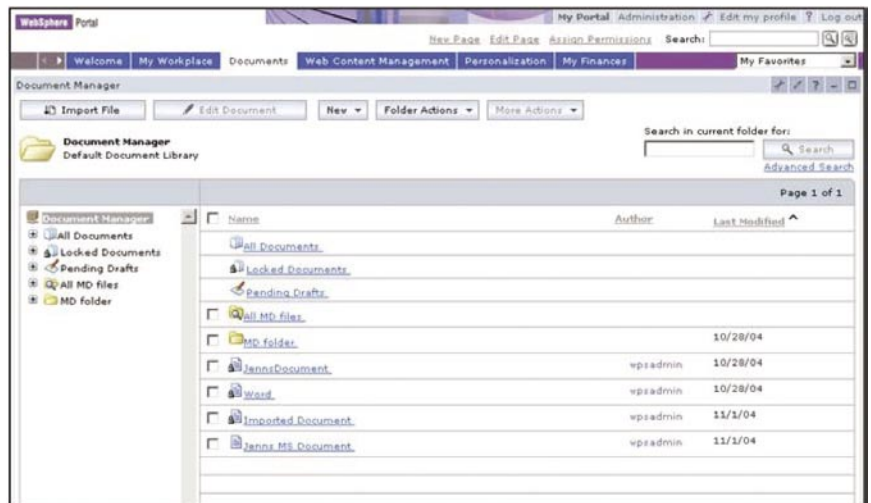 WebSphere Portal
My Portal Administration Edit my profile ? Log out
New Page Edit Page Assign Permissions Search:
Welcome My Workplace Documents Web Content Management Personalization My Finances My Favorites
Document Manager
Import File Edit Document New Folder Actions More Actions
Search in current folder for:
Document Manager
Default Document Library
Search
Advanced Search
Page 1 of 1
Document Manager
All Documents
Locked Documents
Pending Drafts
All MD files
MD folder
Name Author Last Modified
All Documents
Locked Documents
Pending Drafts
All MD files
MD folder 10/28/04
JennsDocument wpsadmin 10/28/04
Word wpsadmin 10/28/04
Imported Document wpsadmin 11/1/04
Jenns MS Document wpsadmin 11/1/04